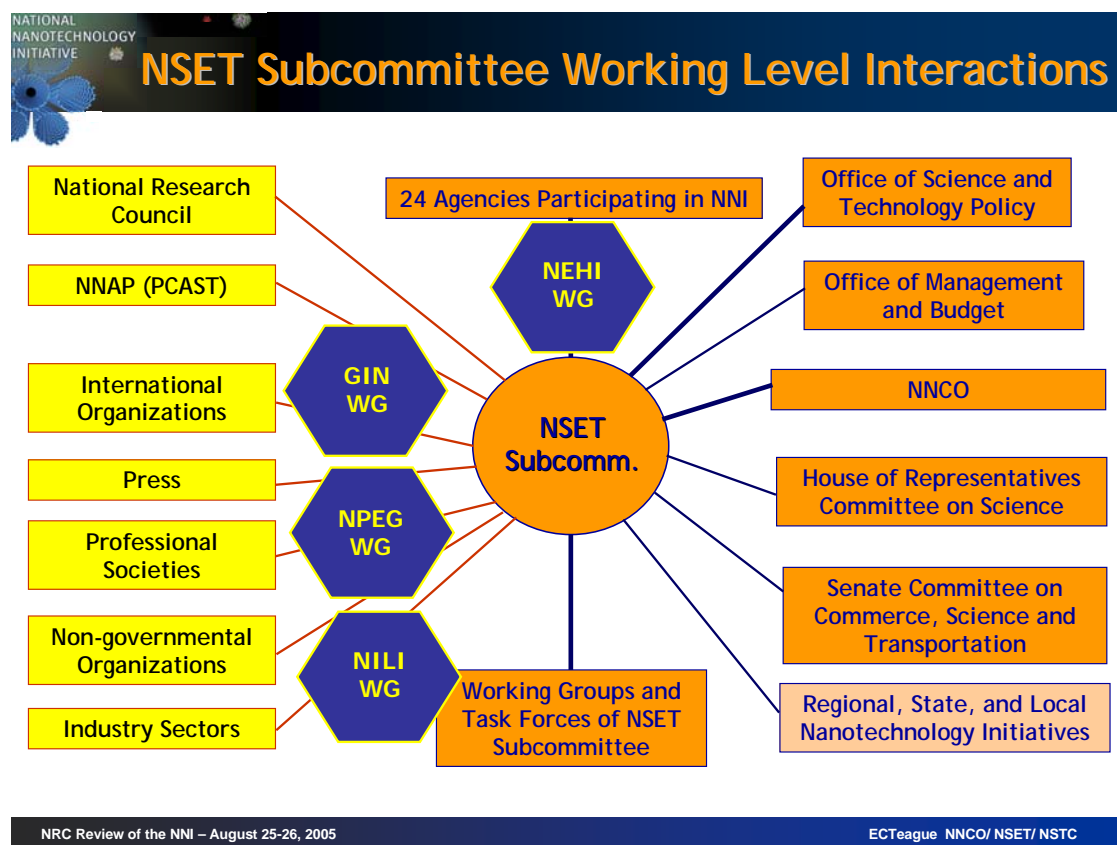 NATIONAL
NANOTECHNOLOGY
INITIATIVE
NSET Subcommittee Working Level Interactions
National Research
Council
NNAP (PCAST)
International
Organizations
Press
Professional
Societies
Non-governmental
Organizations
Industry Sectors
24 Agencies Participating in NNI
NEHI
WG
GIN
WG
NPEG
WG
NILI
WG
NSET
Subcomm.
Working Groups and
Task Forces of NSET
Subcommittee
Office of Science and
Technology Policy
Office of Management
and Budget
NNCO
House of Representatives
Committee on Science
Senate Committee on
Commerce, Science and
Transportation
Regional, State, and Local
Nanotechnology Initiatives
NRC Review of the NNI – August 25-26, 2005
ECTeague NNCO/ NSET/ NSTC